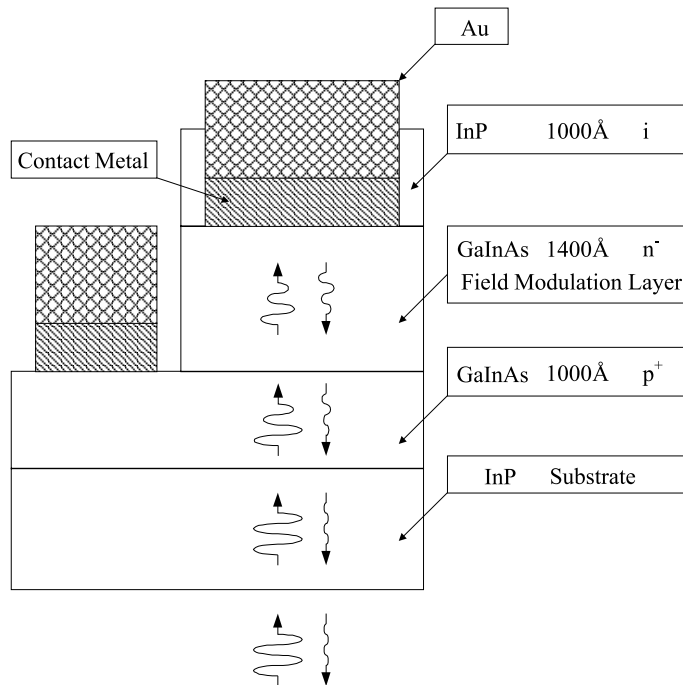 Au
InP 1000Å i
Contact Metal
GaInAs 1400Å n⁻
Field Modulation Layer
GaInAs 1000Å p⁺
InP Substrate